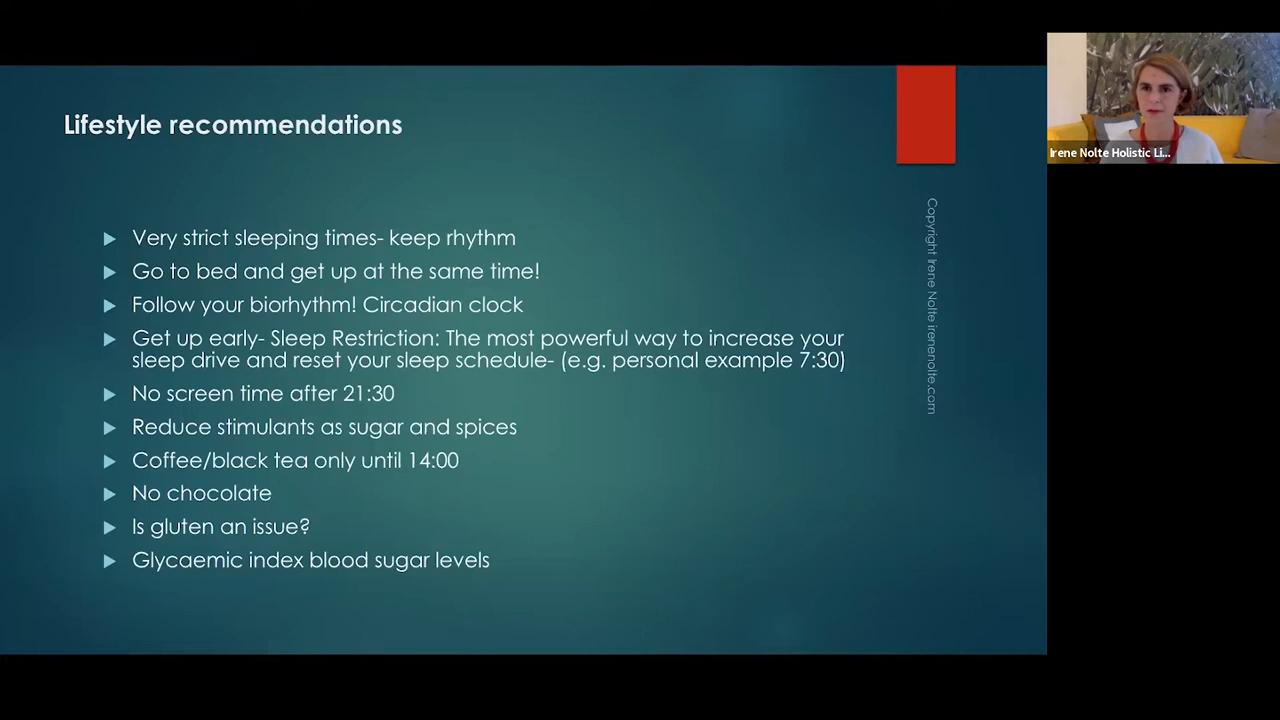 Lifestyle recommendations
Very strict sleeping times- keep rhythm
Go to bed and get up at the same time!
Follow your biorhythm! Circadian clock
Get up early- Sleep Restriction: The most powerful way to increase your
sleep drive and reset your sleep schedule- (e.g. personal example 7:30)
No screen time after 21:30
Reduce stimulants as sugar and spices
Coffee/black tea only until 14:00
No chocolate
Is gluten an issue?
Glycaemic index blood sugar levels
Copyright Irene Nolte irenenolte.com
Irene Nolte Holistic Li...